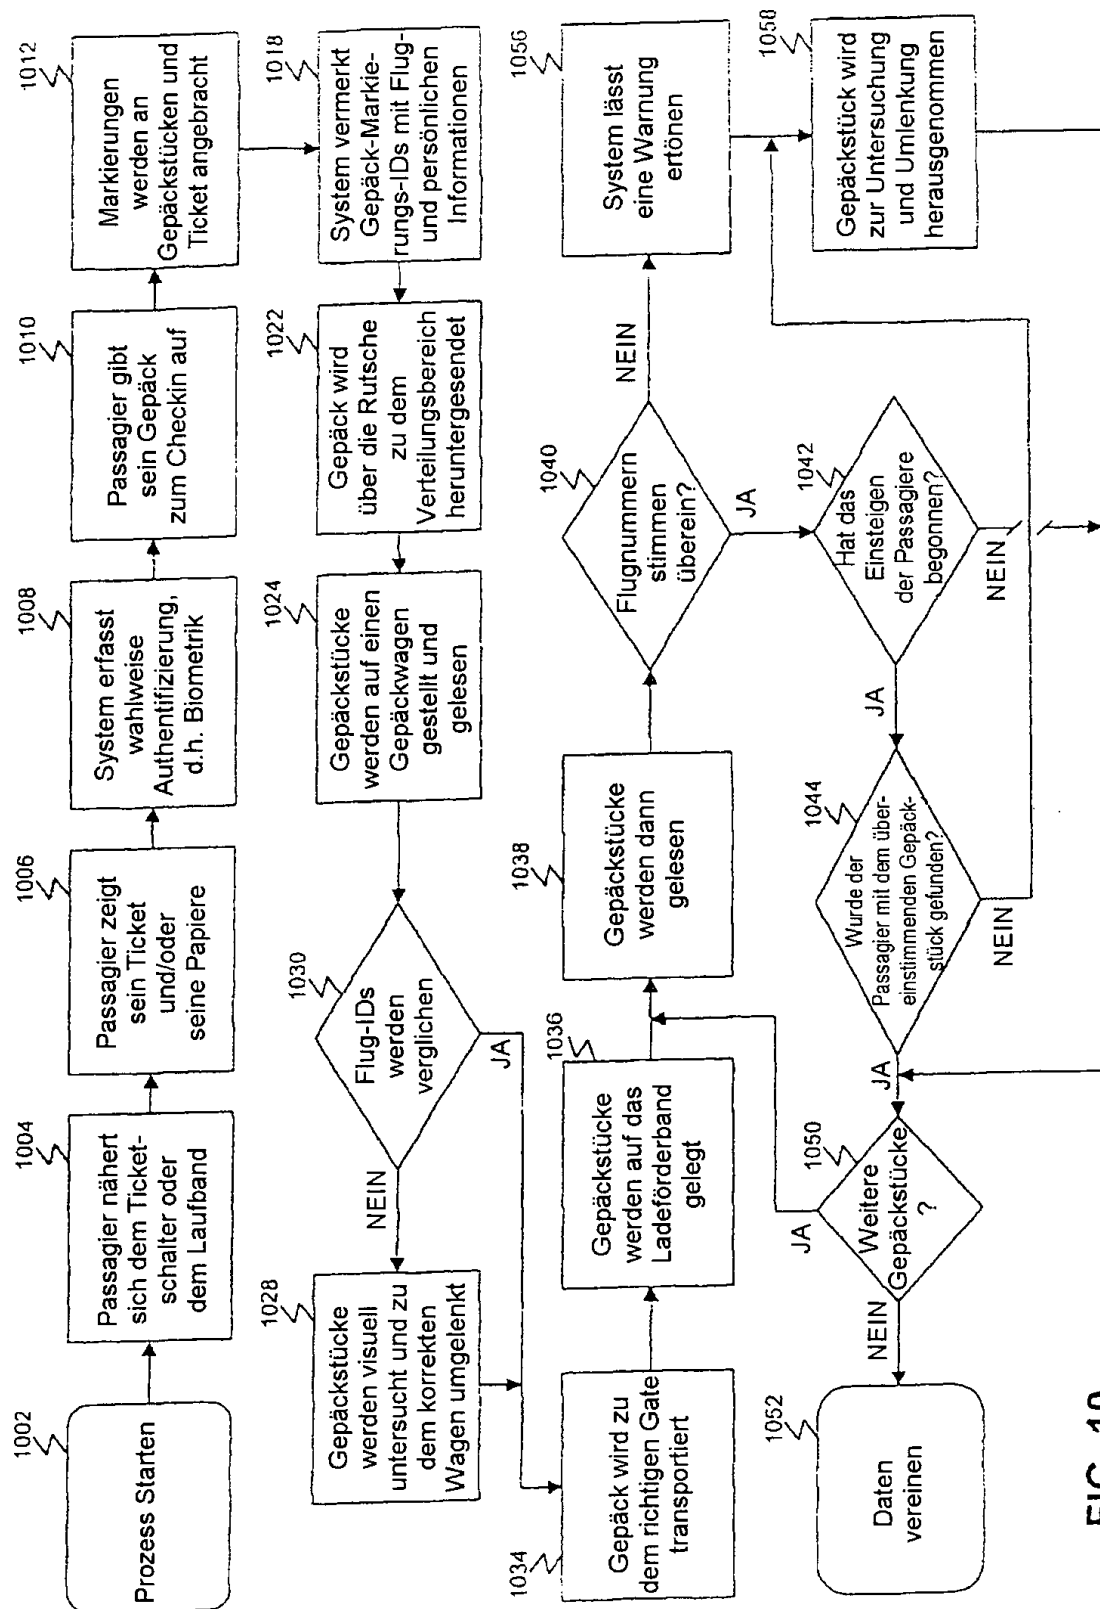 1002
Prozess Starten
1004
Passagier nähert
sich dem Ticket-
schalter oder
dem Laufband
1006
Passagier zeigt
sein Ticket
und/oder
seine Papiere
1008
System erfasst
wahlweise
Authentifizierung,
d.h. Biometrik
1010
Passagier gibt
sein Gepäck
zum Checkin auf
1012
Markierungen
werden an
Gepäckstücken und
Ticket angebracht
1018
System vermerkt
Gepäck-Markie-
rungs-IDs mit Flug-
und persönlichen
Informationen
1022
Gepäck wird
über die Rutsche
zu dem
Verteilungsbereich
heruntergesendet
1024
Gepäckstücke
werden auf einen
Gepäckwagen
gestellt und
gelesen
1030
Flug-IDs
werden
verglichen
NEIN
JA
1028
Gepäckstücke
werden visuell
untersucht und zu
dem korrekten
Wagen umgelenkt
1034
Gepäck wird zu
dem richtigen Gate
transportiert
1036
Gepäckstücke
werden auf das
Ladeförderband
gelegt
1038
Gepäckstücke
werden dann
gelesen
1040
Flugnummern
stimmen
überein?
NEIN
JA
1056
System lässt
eine Warnung
ertönen
1058
Gepäckstück wird
zur Untersuchung
und Umlenkung
herausgenommen
1042
Hat das
Einsteigen
der Passagiere
begonnen?
NEIN
JA
1044
Wurde der
Passagier mit dem über-
einstimmenden Gepäck-
stück gefunden?
NEIN
JA
1050
Weitere
Gepäckstücke
?
JA
NEIN
1052
Daten
vereinen
FIG. 10